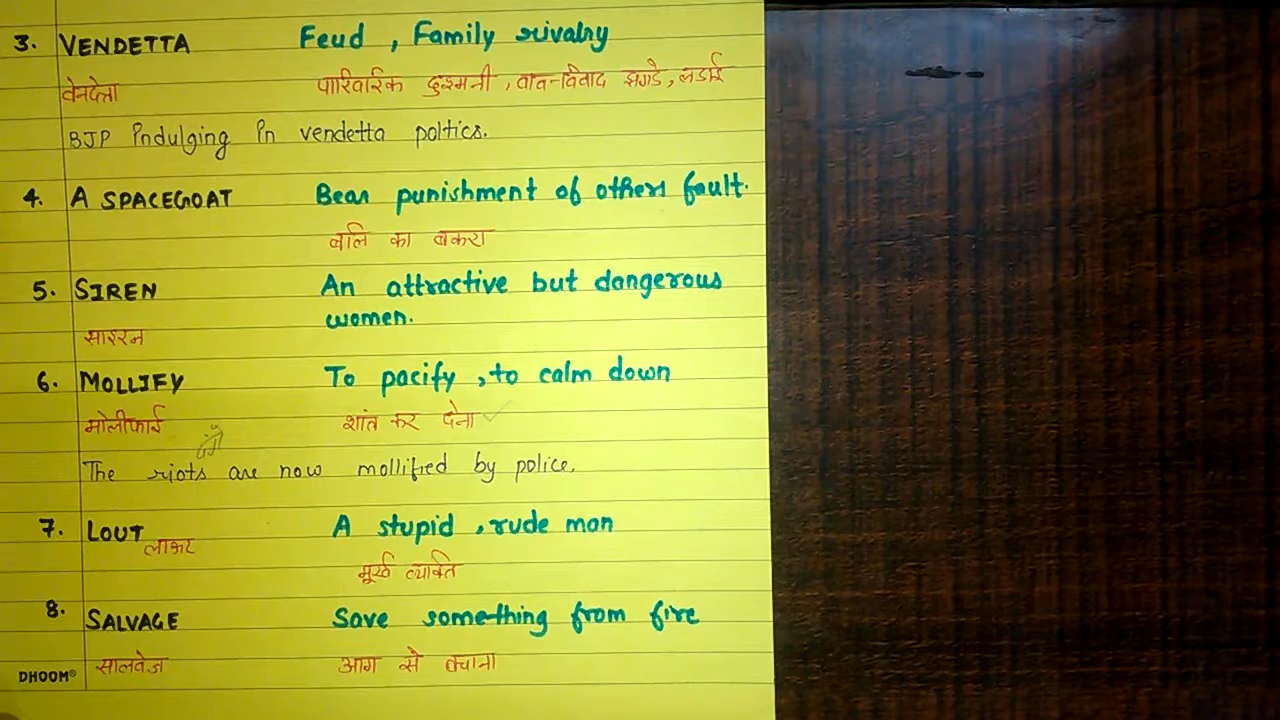 3. VENDETTA Feud, Family rivalry
वेनदेत्ता पारिवारिक दुश्मनी, वाद-विवाद झगडे, लडाई
BJP indulging in vendetta poltics.
4. A SPACEGOAT Bear punishment of others fault.
बलि का बकरा
5. SIREN An attractive but dangerous
women.
साइरन
6. MOLLIFY To pacify, to calm down
मोलीफाई शांत कर देना
The riots are now mollified by police.
7. LOUT A stupid, rude man
लाऊट
मूर्ख व्यक्ति
8. SALVAGE Save something from fire
सालवेज आग से बचाना
DHOOM®